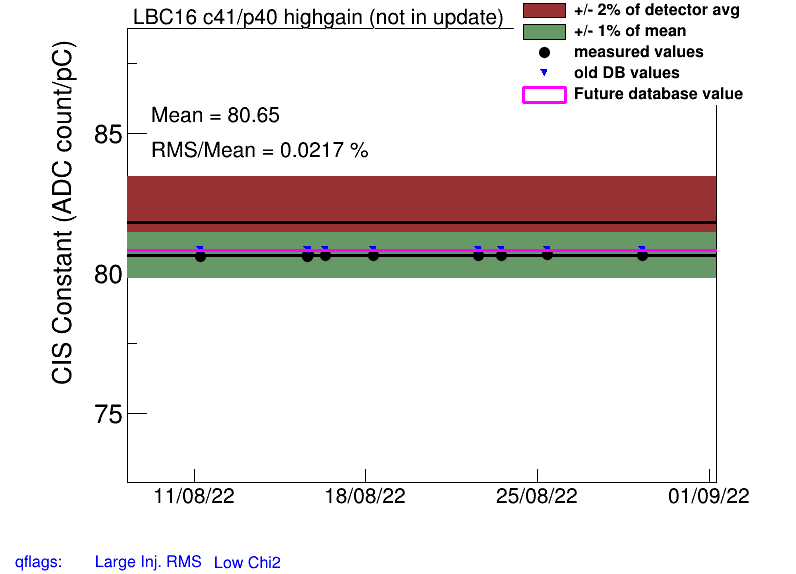 LBC16 c41/p40 highgain (not in update)
+/- 2% of detector avg
+/- 1% of mean
measured values
old DB values
Future database value
Mean = 80.65
RMS/Mean = 0.0217 %
CIS Constant (ADC count/pC)
85
80
75
11/08/22 18/08/22 25/08/22 01/09/22
qflags: Large Inj. RMS Low Chi2